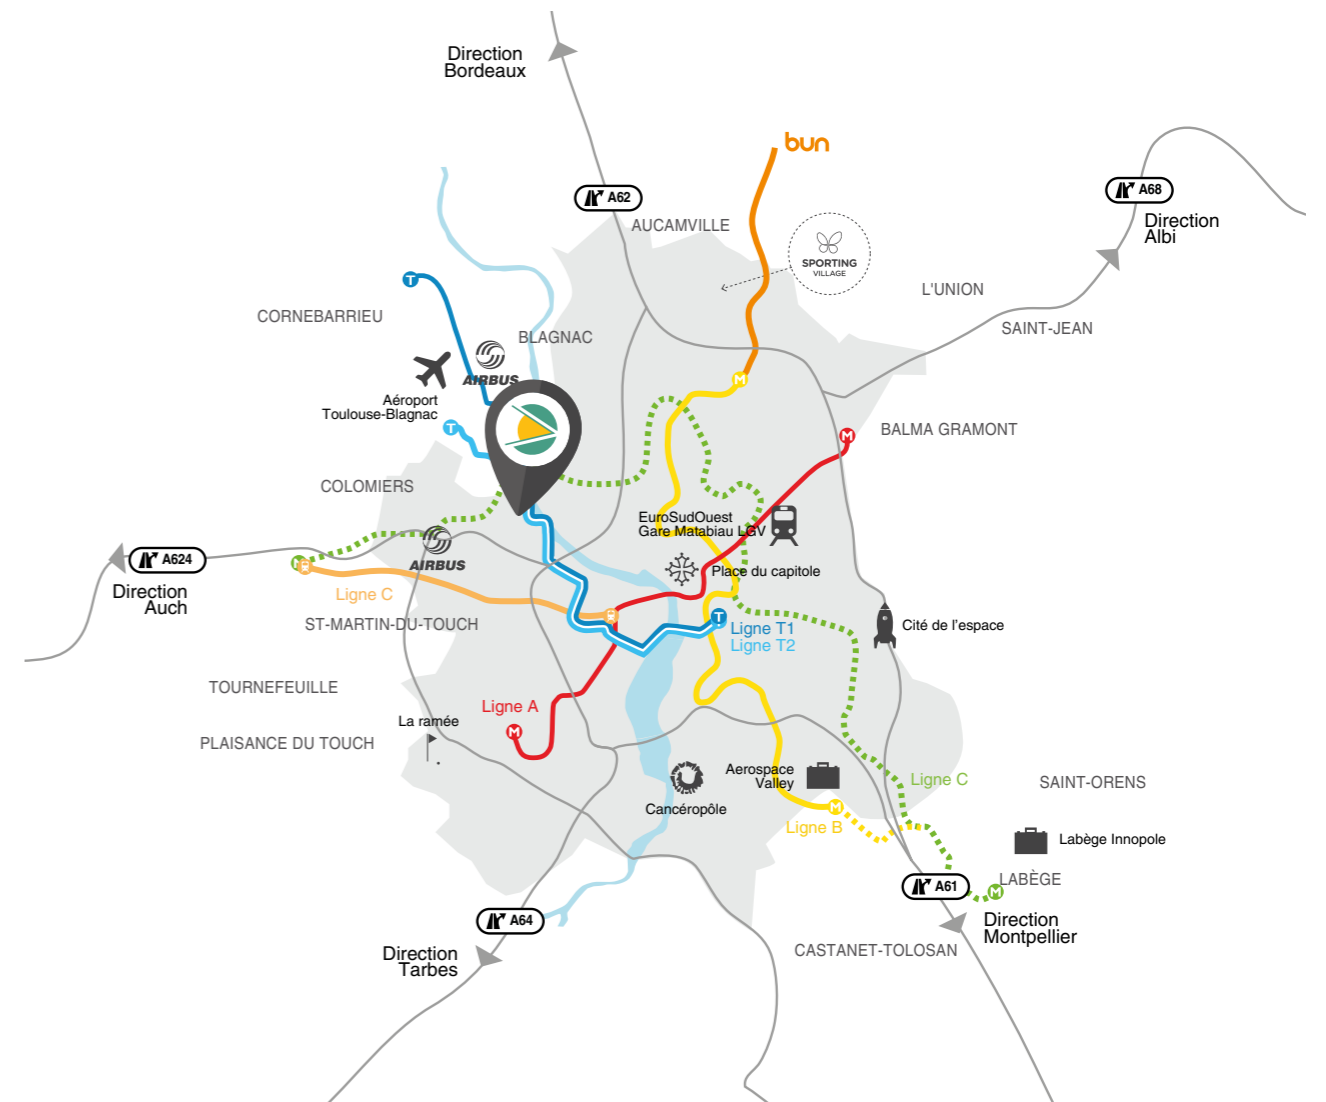 Direction
Bordeaux
bun
A62
A68
AUCAMVILLE
Direction
Albi
SPORTING
VILLAGE
L'UNION
CORNEBARRIEU
SAINT-JEAN
BLAGNAC
T
AIRBUS
Aéroport
Toulouse-Blagnac
M
T
M
BALMA GRAMONT
COLOMIERS
EuroSudOuest
Gare Matabiau LGV
A624
AIRBUS
Place du capitole
Direction
Auch
Ligne C
ST-MARTIN-DU-TOUCH
T
Ligne T1
Ligne T2
Cité de l'espace
TOURNEFEUILLE
Ligne A
La ramée
M
PLAISANCE DU TOUCH
Aerospace
Valley
Ligne C
SAINT-ORENS
Cancéropôle
M
Ligne B
Labège Innopole
A61
LABÈGE
M
A64
Direction
Montpellier
Direction
Tarbes
CASTANET-TOLOSAN